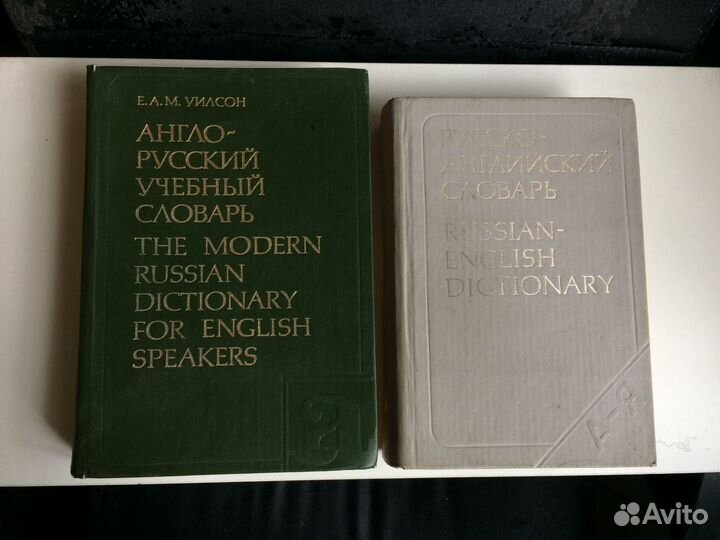 Е.А.М. УИЛСОН
АНГЛО-
РУССКИЙ
УЧЕБНЫЙ
СЛОВАРЬ
THE MODERN
RUSSIAN
DICTIONARY
FOR ENGLISH
SPEAKERS
a
РУССКО-
АНГЛИЙСКИЙ
СЛОВАРЬ
RUSSIAN-
ENGLISH
DICTIONARY
А-Я
Avito